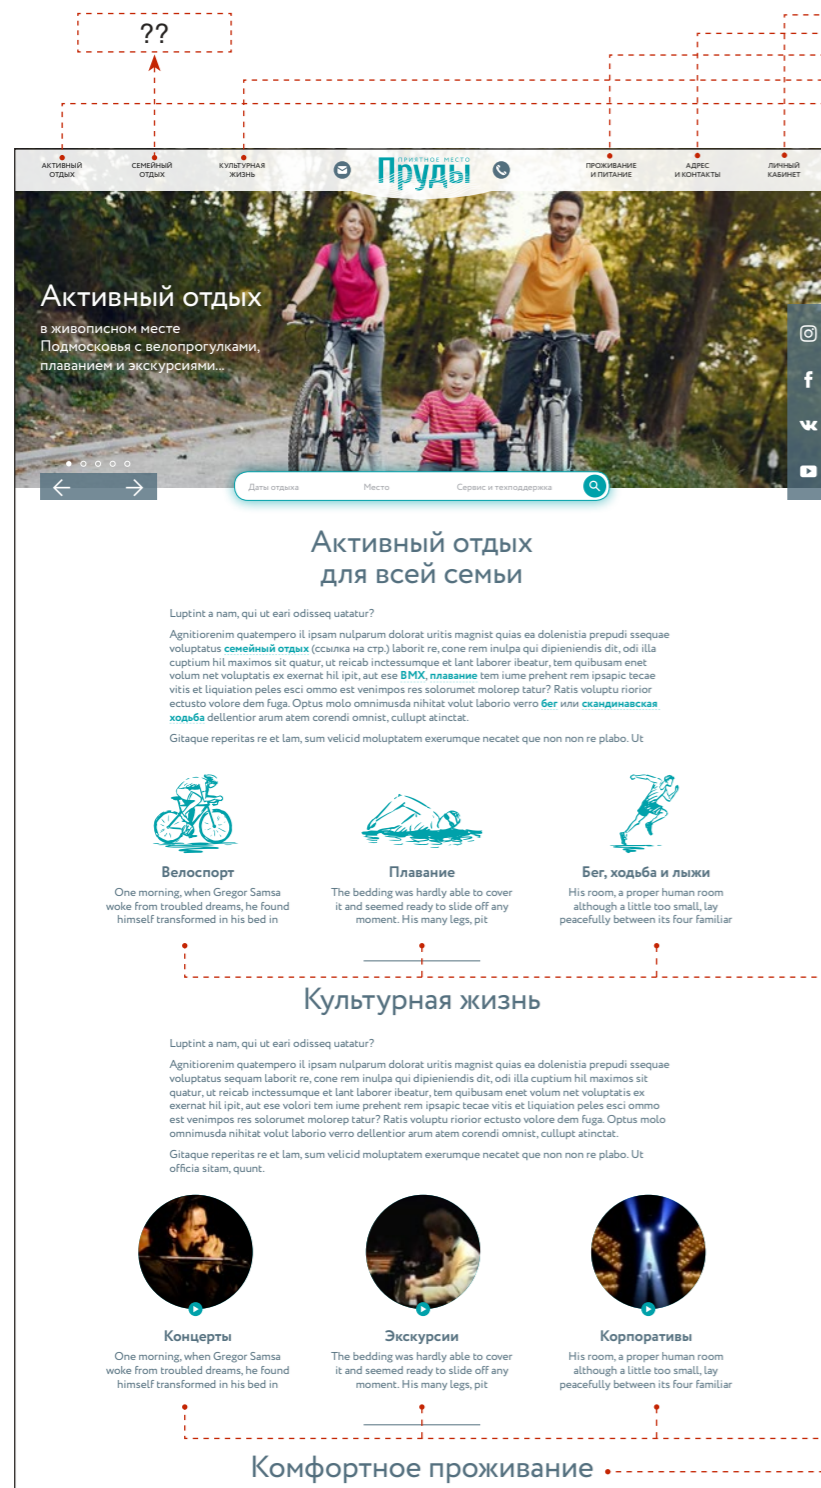 ??
АКТИВНЫЙ
ОТДЫХ
СЕМЕЙНЫЙ
ОТДЫХ
КУЛЬТУРНАЯ
ЖИЗНЬ
ПРИЯТНОЕ МЕСТО
Пруды
ПРОЖИВАНИЕ
И ПИТАНИЕ
АДРЕС
И КОНТАКТЫ
ЛИЧНЫЙ
КАБИНЕТ
Активный отдых
в живописном месте
Подмосковья с велопрогулками,
плаванием и экскурсиями...
Даты отдыха Место Сервис и техподдержка
Активный отдых
для всей семьи
Luptint a nam, qui ut eari odisseq uatatur?
Agnitiorenim quatempero il ipsam nulparum dolorat uritis magnist quias ea dolenistia prepudi ssequae
voluptatus семейный отдых (ссылка на стр.) laborit re, cone rem inulpa qui dipieniendis dit, odi illa
cuptium hil maximos sit quatur, ut reicab inctessumque et lant laborer ibeatur, tem quibusam enet
volum net voluptatis ex exernat hil ipit, aut ese BMX, плавание tem iume prehent rem ipsapic tecae
vitis et liquiation peles esci ommo est venimpos res solorumet molorep tatur? Ratis voluptu riorior
ectusto volore dem fuga. Optus molo omnimusda nihitat volut laborio verro бег или скандинавская
ходьба dellentior arum atem corendi omnist, cullupt atinctat.
Gitaque reperitas re et lam, sum velicid moluptatem exerumque necatet que non non re plabo. Ut
Велоспорт
One morning, when Gregor Samsa
woke from troubled dreams, he found
himself transformed in his bed in
Плавание
The bedding was hardly able to cover
it and seemed ready to slide off any
moment. His many legs, pit
Бег, ходьба и лыжи
His room, a proper human room
although a little too small, lay
peacefully between its four familiar
Культурная жизнь
Luptint a nam, qui ut eari odisseq uatatur?
Agnitiorenim quatempero il ipsam nulparum dolorat uritis magnist quias ea dolenistia prepudi ssequae
voluptatus sequam laborit re, cone rem inulpa qui dipieniendis dit, odi illa cuptium hil maximos sit
quatur, ut reicab inctessumque et lant laborer ibeatur, tem quibusam enet volum net voluptatis ex
exernat hil ipit, aut ese volori tem iume prehent rem ipsapic tecae vitis et liquiation peles esci ommo
est venimpos res solorumet molorep tatur? Ratis voluptu riorior ectusto volore dem fuga. Optus molo
omnimusda nihitat volut laborio verro dellentior arum atem corendi omnist, cullupt atinctat.
Gitaque reperitas re et lam, sum velicid moluptatem exerumque necatet que non non re plabo. Ut
officia sitam, quunt.
Концерты
One morning, when Gregor Samsa
woke from troubled dreams, he found
himself transformed in his bed in
Экскурсии
The bedding was hardly able to cover
it and seemed ready to slide off any
moment. His many legs, pit
Корпоративы
His room, a proper human room
although a little too small, lay
peacefully between its four familiar
Комфортное проживание